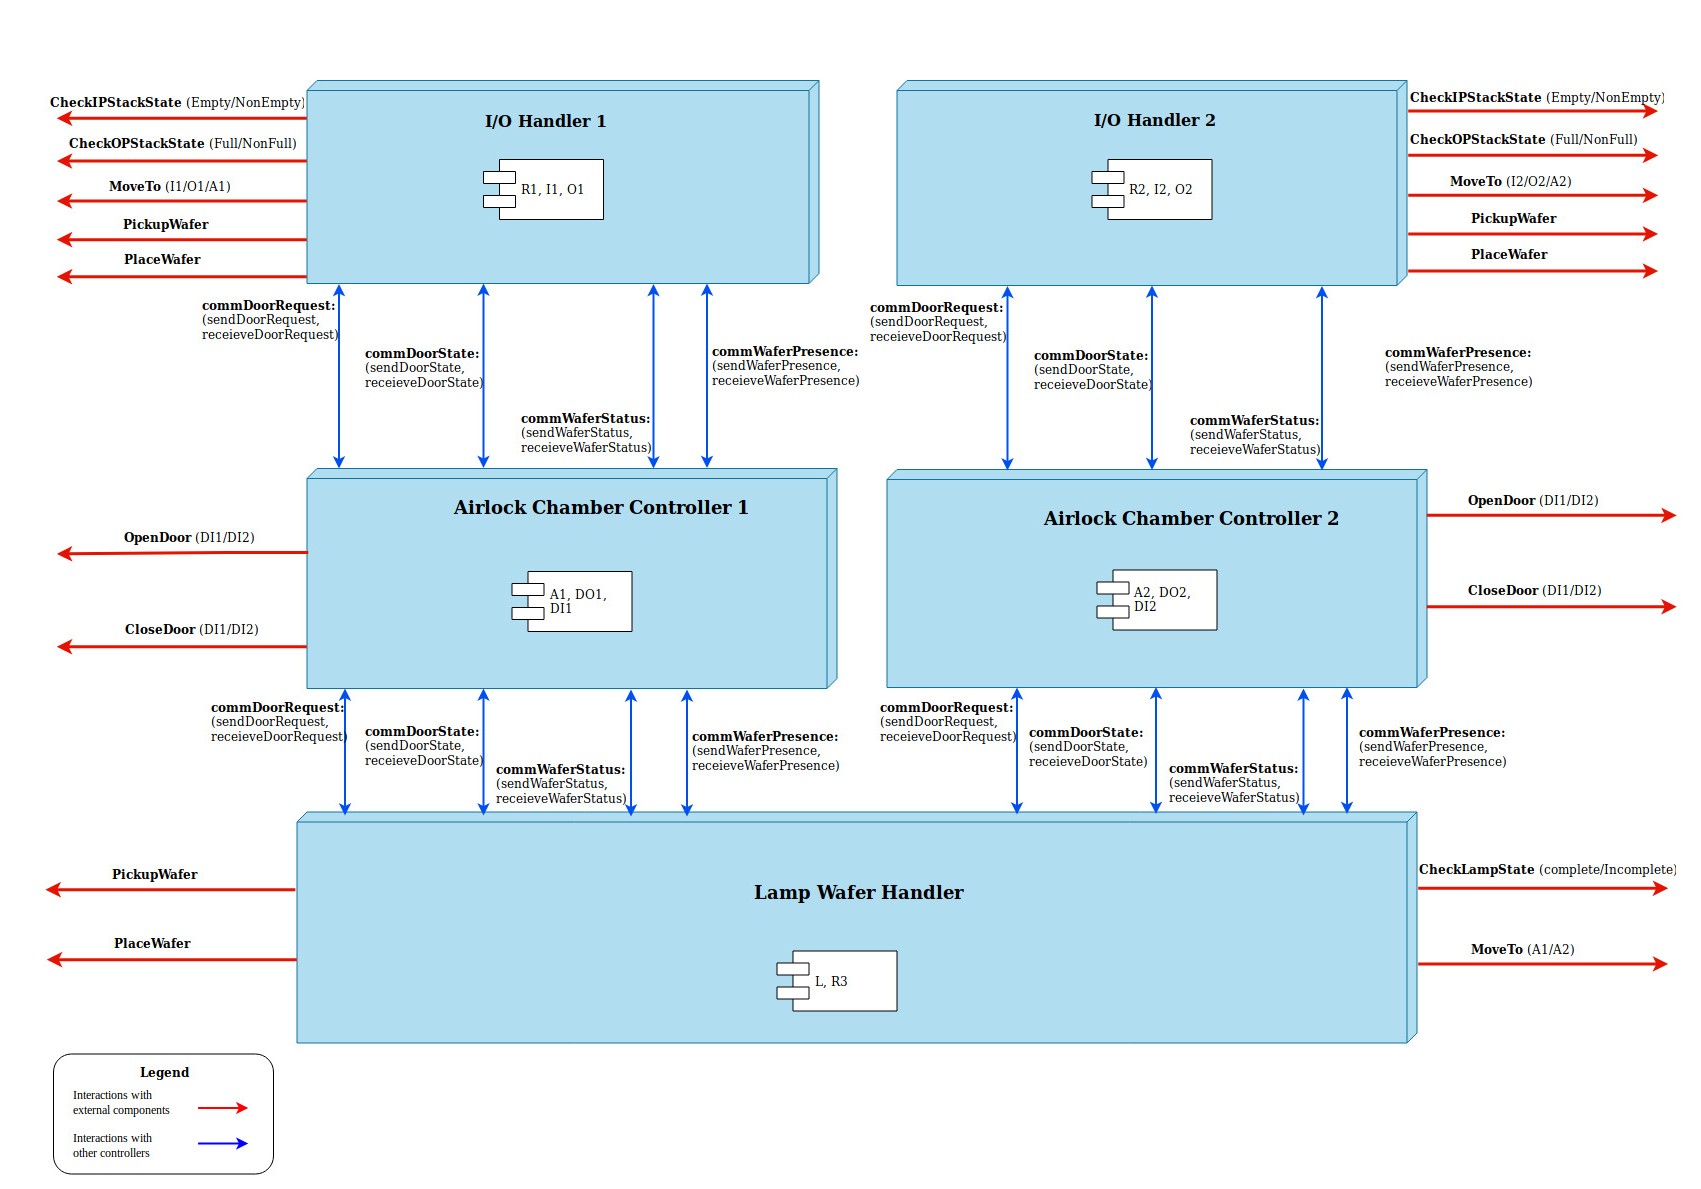 CheckIPStackState (Empty/NonEmpty)
CheckOPStackState (Full/NonFull)
MoveTo (I1/O1/A1)
PickupWafer
PlaceWafer
I/O Handler 1
R1, I1, O1
I/O Handler 2
R2, I2, O2
CheckIPStackState (Empty/NonEmpty)
CheckOPStackState (Full/NonFull)
MoveTo (I2/O2/A2)
PickupWafer
PlaceWafer
commDoorRequest:
(sendDoorRequest,
receieveDoorRequest)
commDoorState:
(sendDoorState,
receieveDoorState)
commWaferStatus:
(sendWaferStatus,
receieveWaferStatus)
commWaferPresence:
(sendWaferPresence,
receieveWaferPresence)
commDoorRequest:
(sendDoorRequest,
receieveDoorRequest)
commDoorState:
(sendDoorState,
receieveDoorState)
commWaferStatus:
(sendWaferStatus,
receieveWaferStatus)
commWaferPresence:
(sendWaferPresence,
receieveWaferPresence)
OpenDoor (DI1/DI2)
CloseDoor (DI1/DI2)
Airlock Chamber Controller 1
A1, DO1,
DI1
Airlock Chamber Controller 2
A2, DO2,
DI2
OpenDoor (DI1/DI2)
CloseDoor (DI1/DI2)
commDoorRequest:
(sendDoorRequest,
receieveDoorRequest)
commDoorState:
(sendDoorState,
receieveDoorState)
commWaferStatus:
(sendWaferStatus,
receieveWaferStatus)
commWaferPresence:
(sendWaferPresence,
receieveWaferPresence)
commDoorRequest:
(sendDoorRequest,
receieveDoorRequest)
commDoorState:
(sendDoorState,
receieveDoorState)
commWaferStatus:
(sendWaferStatus,
receieveWaferStatus)
commWaferPresence:
(sendWaferPresence,
receieveWaferPresence)
PickupWafer
PlaceWafer
Lamp Wafer Handler
L, R3
CheckLampState (complete/Incomplete)
MoveTo (A1/A2)
Legend
Interactions with
external components
Interactions with
other controllers